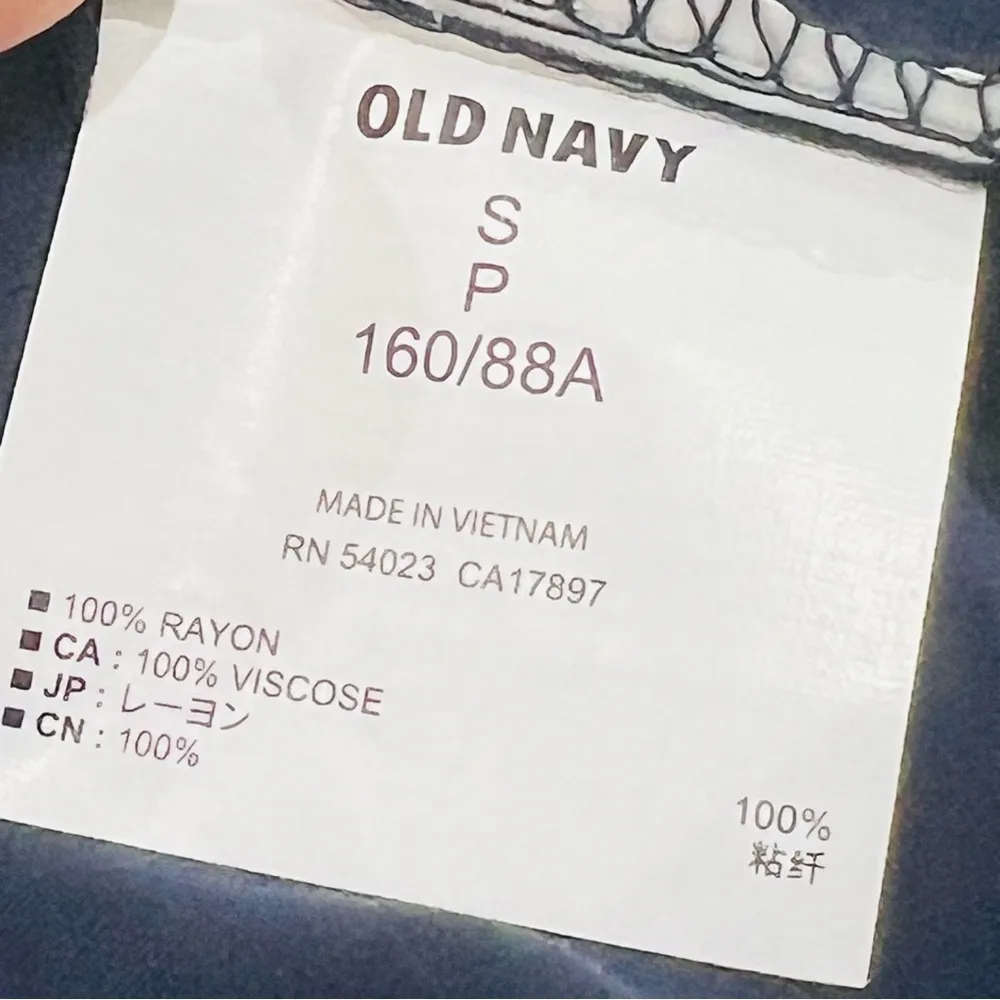 OLD NAVY
S
P
160/88A
MADE IN VIETNAM
RN 54023 CA17897
■ 100% RAYON
■ CA : 100% VISCOSE
■ JP : レーヨン
■ CN : 100%
100%
粘纤